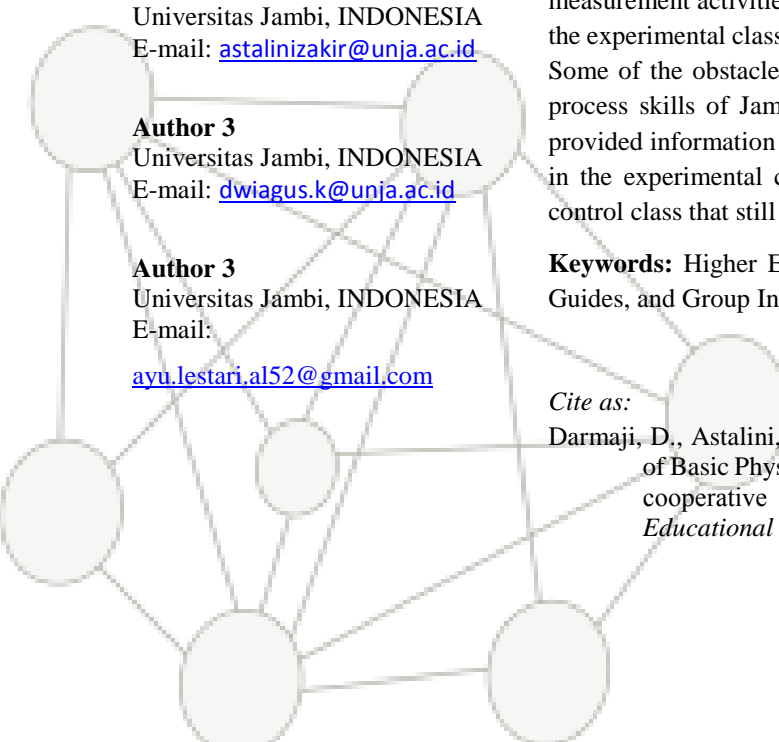 Universitas Jambi, INDONESIA
E-mail: astalinizakir@unja.ac.id
Author 3
Universitas Jambi, INDONESIA
E-mail: dwiagus.k@unja.ac.id
Author 3
Universitas Jambi, INDONESIA
E-mail:
ayu.lestari.al52@gmail.com
measurement activities
the experimental class
Some of the obstacle
process skills of Jam
provided information
in the experimental c
control class that still
Keywords: Higher E
Guides, and Group In
Cite as:
Darmaji, D., Astalini,
of Basic Phys
cooperative
Educational